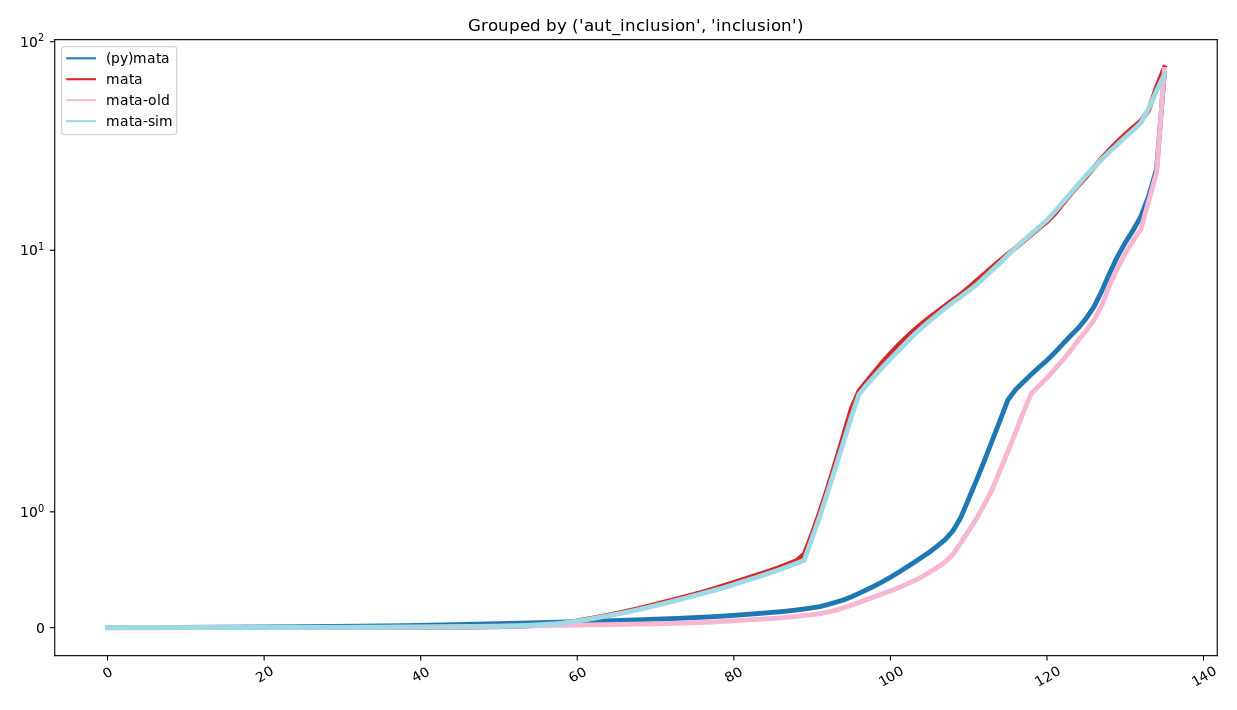 Grouped by ('aut_inclusion', 'inclusion')
10²
10¹
10⁰
0
(py)mata
mata
mata-old
mata-sim
0
20
40
60
80
100
120
140